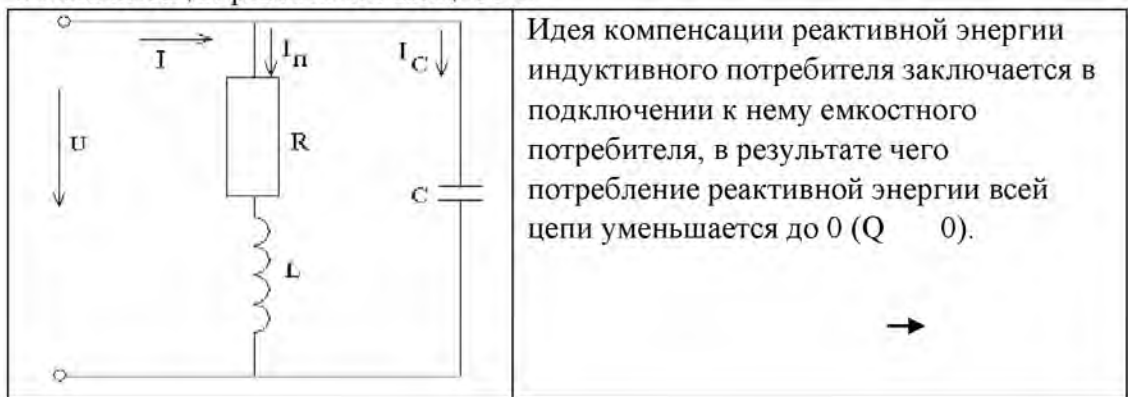 I
Iп
IC
U
R
C
L
Идея компенсации реактивной энергии
индуктивного потребителя заключается в
подключении к нему емкостного
потребителя, в результате чего
потребление реактивной энергии всей
цепи уменьшается до 0 (Q 0).
→